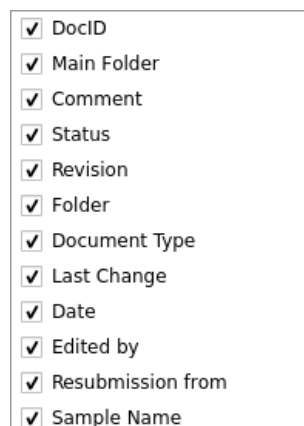 DocID
Main Folder
Comment
Status
Revision
Folder
Document Type
Last Change
Date
Edited by
Resubmission from
Sample Name